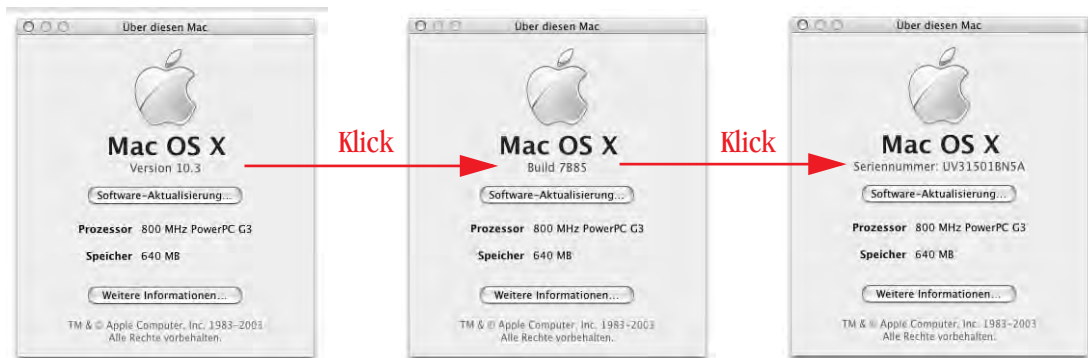 Über diesen Mac
Mac OS X
Version 10.3
Software-Aktualisierung...
Prozessor 800 MHz PowerPC G3
Speicher 640 MB
Weitere Informationen...
TM & © Apple Computer, Inc. 1983-2003
Alle Rechte vorbehalten.
Klick
Über diesen Mac
Mac OS X
Build 7B85
Software-Aktualisierung...
Prozessor 800 MHz PowerPC G3
Speicher 640 MB
Weitere Informationen...
TM & © Apple Computer, Inc. 1983-2003
Alle Rechte vorbehalten.
Klick
Über diesen Mac
Mac OS X
Seriennummer: UV31501BN5A
Software-Aktualisierung...
Prozessor 800 MHz PowerPC G3
Speicher 640 MB
Weitere Informationen...
TM & © Apple Computer, Inc. 1983-2003
Alle Rechte vorbehalten.